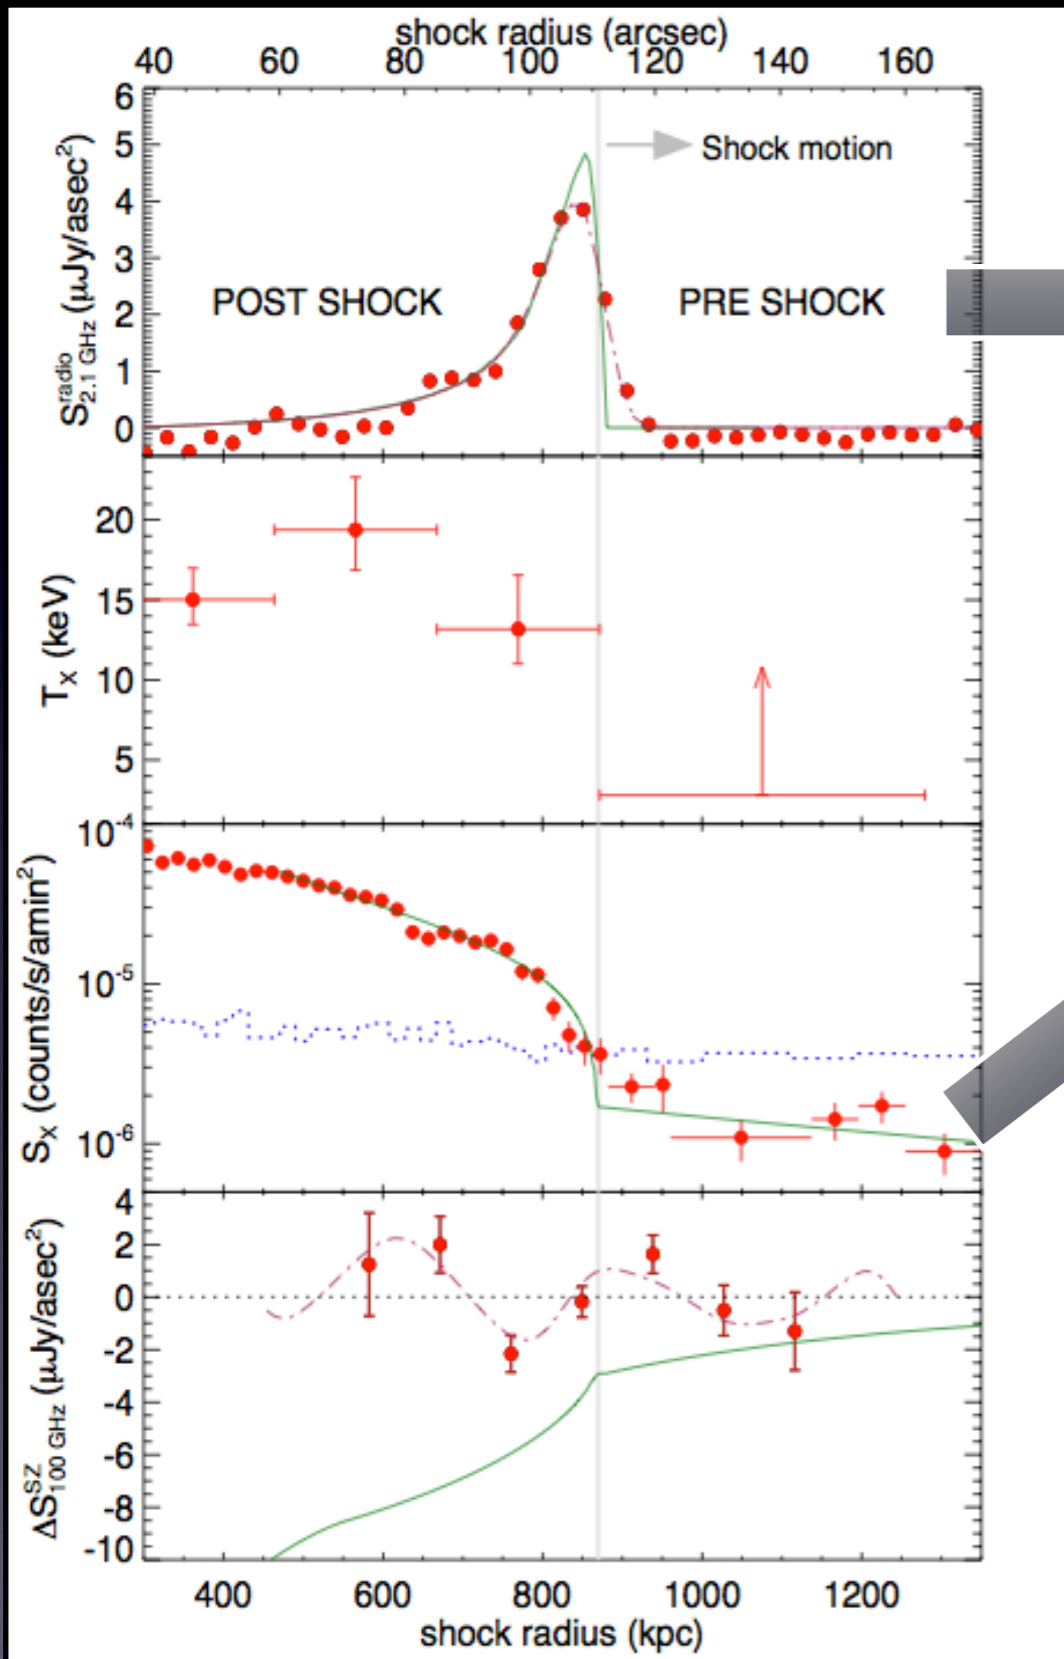 shock radius (arcsec)
40 60 80 100 120 140 160
6
5
4
3
2
1
0
S^radio_2.1 GHz (μJy/asec²)
Shock motion
POST SHOCK
PRE SHOCK
20
15
10
5
T_X (keV)
10⁻⁴
10⁻⁵
10⁻⁶
S_X (counts/s/amin²)
4
2
0
-2
-4
-6
-8
-10
ΔS^SZ_100 GHz (μJy/asec²)
400 600 800 1000 1200
shock radius (kpc)